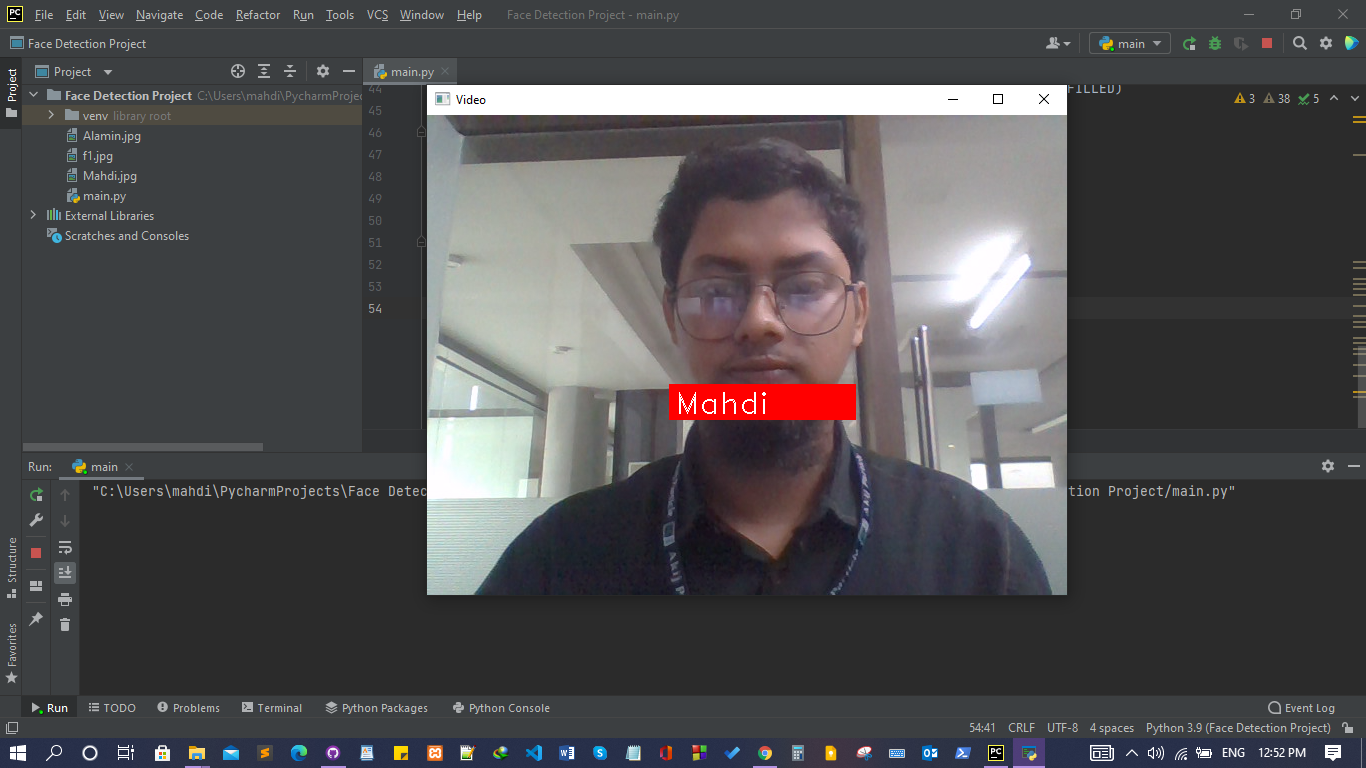 PC File Edit View Navigate Code Refactor Run Tools VCS Window Help Face Detection Project - main.py
Face Detection Project main
Project main.py
Project
Face Detection Project C:\Users\mahdi\PycharmProjec
venv library root
Alamin.jpg
f1.jpg
Mahdi.jpg
main.py
External Libraries
Scratches and Consoles
44 FILLED)
45
46
47
48
49
50
51
52
53
54
3 38 5
Video
Mahdi
Run: main
"C:\Users\mahdi\PycharmProjects\Face Detec tion Project/main.py"
Structure
Favorites
Run TODO Problems Terminal Python Packages Python Console Event Log
54:41 CRLF UTF-8 4 spaces Python 3.9 (Face Detection Project)
ENG 12:52 PM